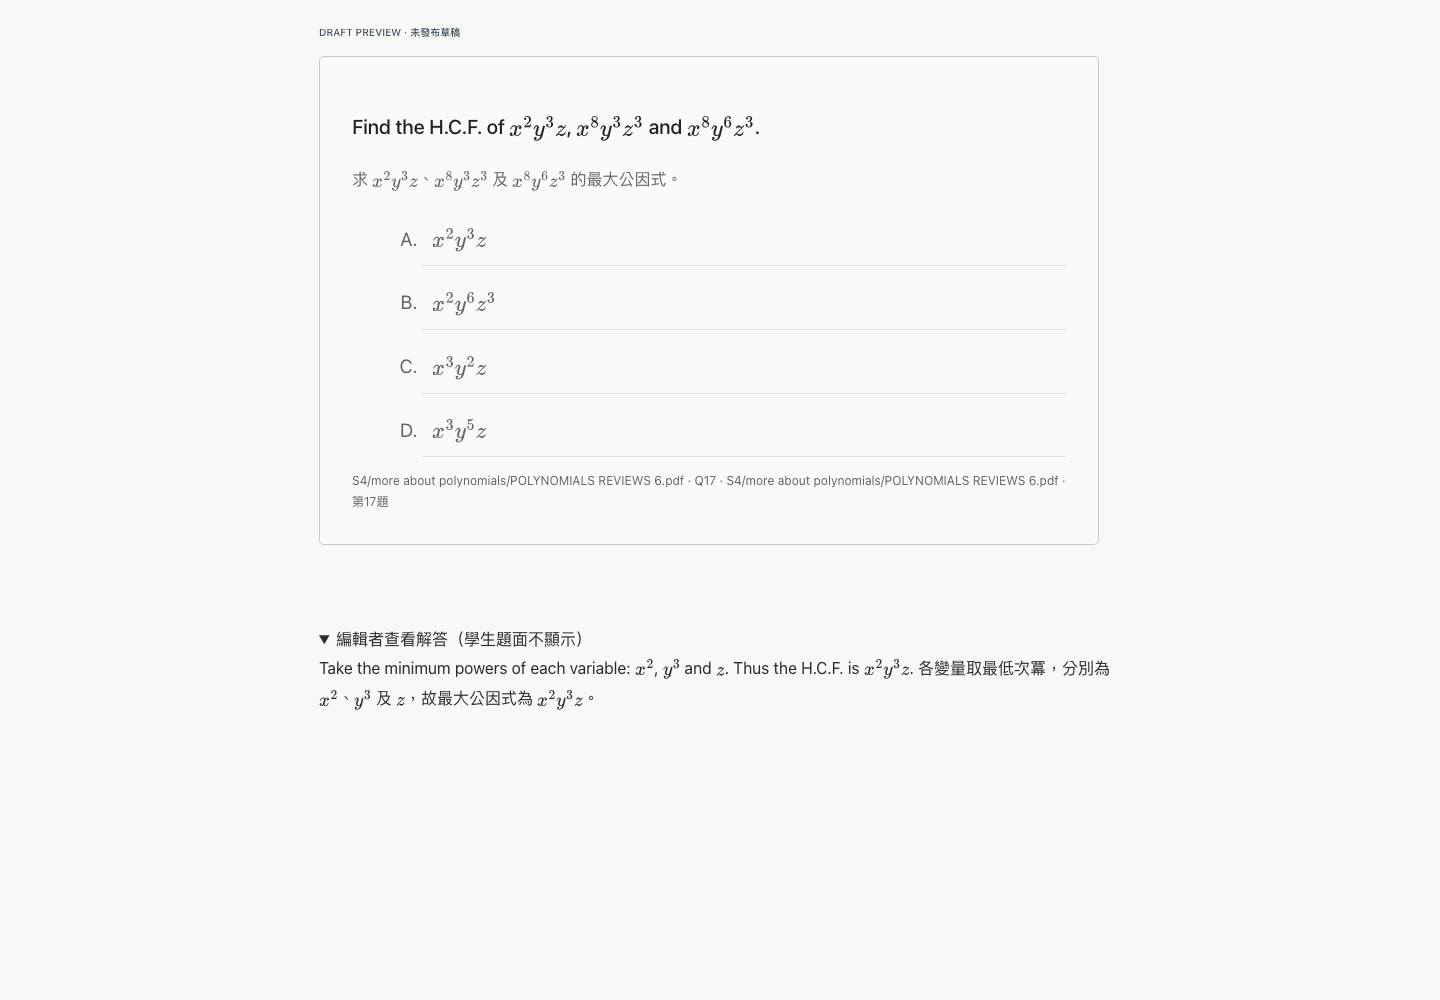 DRAFT PREVIEW · 未發布草稿
Find the H.C.F. of x²y³z, x⁸y³z³ and x⁸y⁶z³.
求 x²y³z、x⁸y³z³ 及 x⁸y⁶z³ 的最大公因式。
A. x²y³z
B. x²y⁶z³
C. x³y²z
D. x³y⁵z
S4/more about polynomials/POLYNOMIALS REVIEWS 6.pdf · Q17 · S4/more about polynomials/POLYNOMIALS REVIEWS 6.pdf ·
第17題
▼ 編輯者查看解答（學生題面不顯示）
Take the minimum powers of each variable: x², y³ and z. Thus the H.C.F. is x²y³z. 各變量取最低次冪，分別為
x²、y³ 及 z，故最大公因式為 x²y³z。